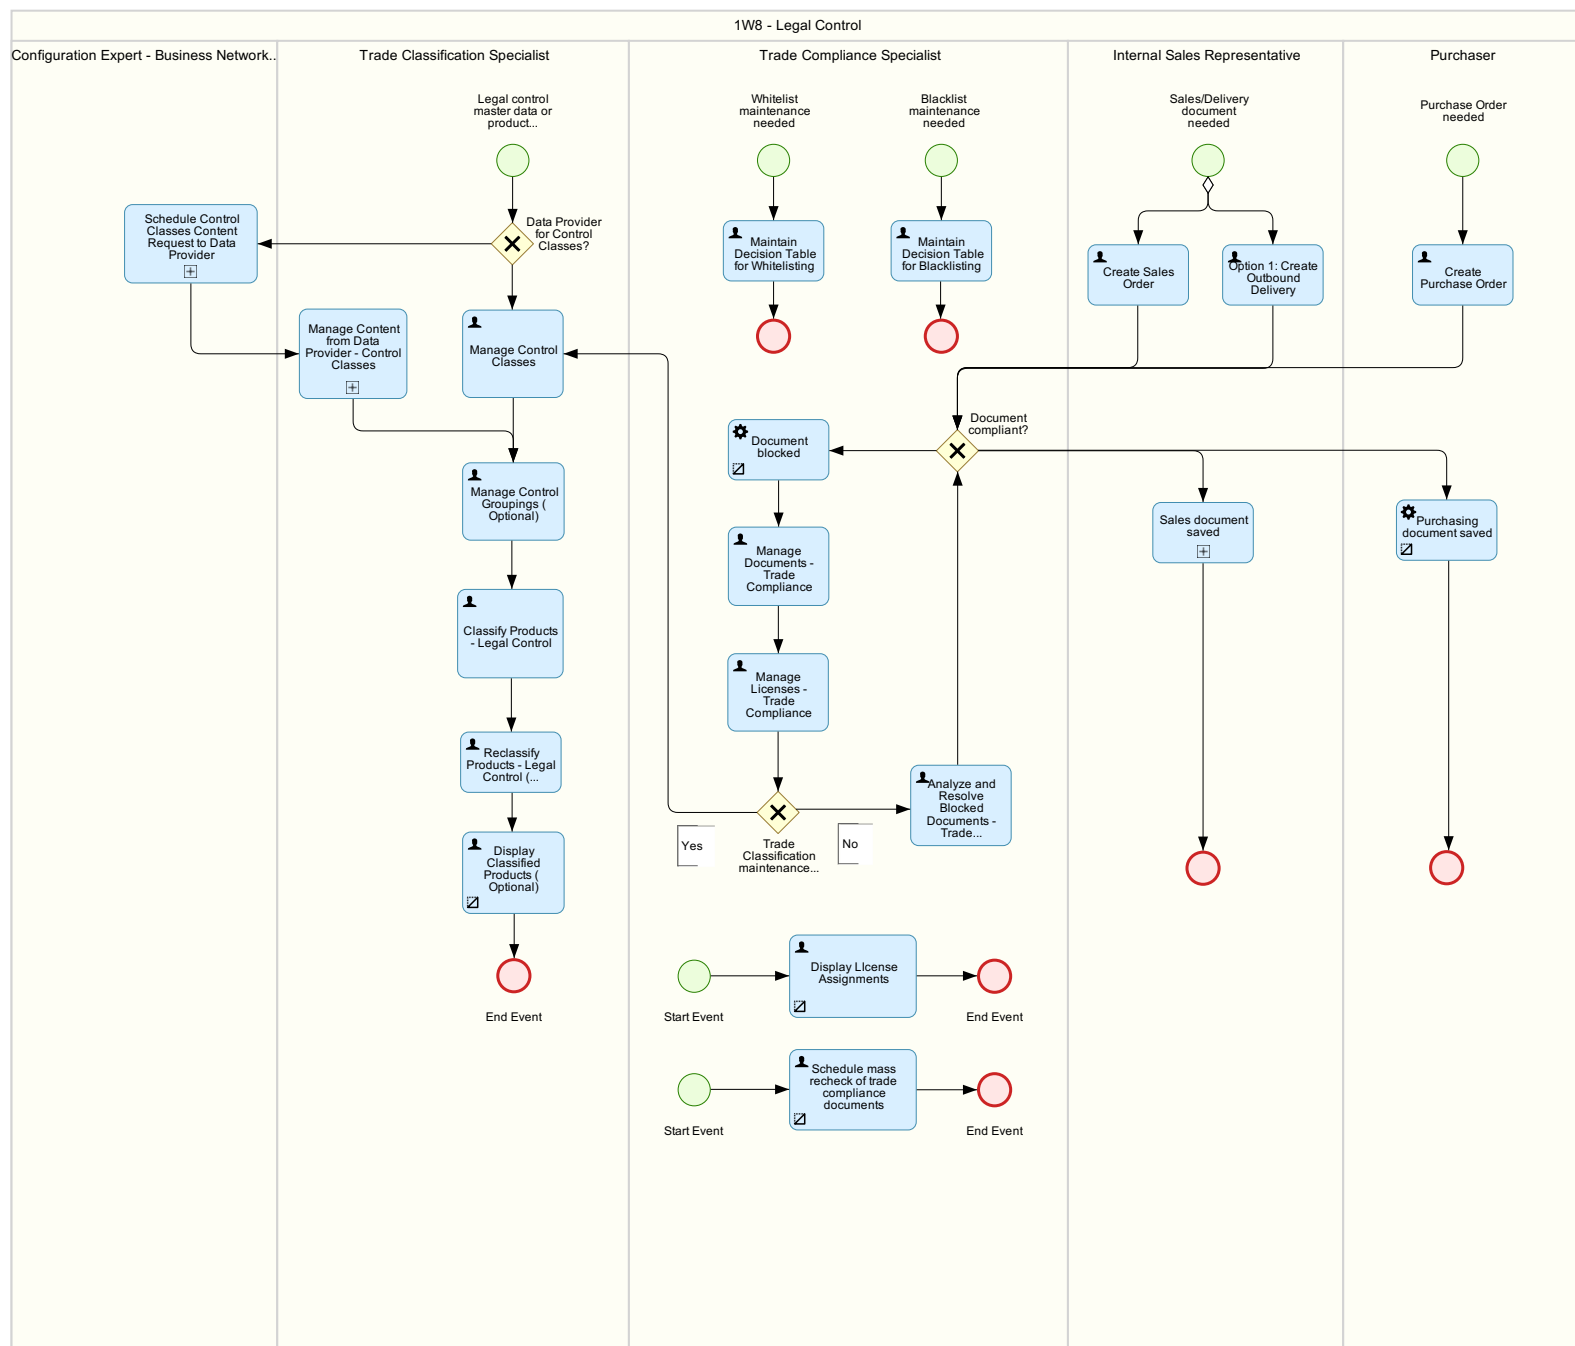 1W8 - Legal Control
Configuration Expert - Business Network..
Trade Classification Specialist
Trade Compliance Specialist
Internal Sales Representative
Purchaser
Legal control
master data or
product...
Whitelist
maintenance
needed
Blacklist
maintenance
needed
Sales/Delivery
document
needed
Purchase Order
needed
Schedule Control
Classes Content
Request to Data
Provider
Data Provider
for Control
Classes?
Maintain
Decision Table
for Whitelisting
Maintain
Decision Table
for Blacklisting
Create Sales
Order
Option 1: Create
Outbound
Delivery
Create
Purchase Order
Manage Content
from Data
Provider - Control
Classes
Manage Control
Classes
Document
compliant?
Document
blocked
Manage Control
Groupings (
Optional)
Sales document
saved
Purchasing
document saved
Manage
Documents -
Trade
Compliance
Classify Products
- Legal Control
Manage
Licenses -
Trade
Compliance
Reclassify
Products - Legal
Control (...
Analyze and
Resolve
Blocked
Documents -
Trade...
Yes
Trade
Classification
maintenance...
No
Display
Classified
Products (
Optional)
End Event
Display LIcense
Assignments
Start Event
End Event
Schedule mass
recheck of trade
compliance
documents
Start Event
End Event